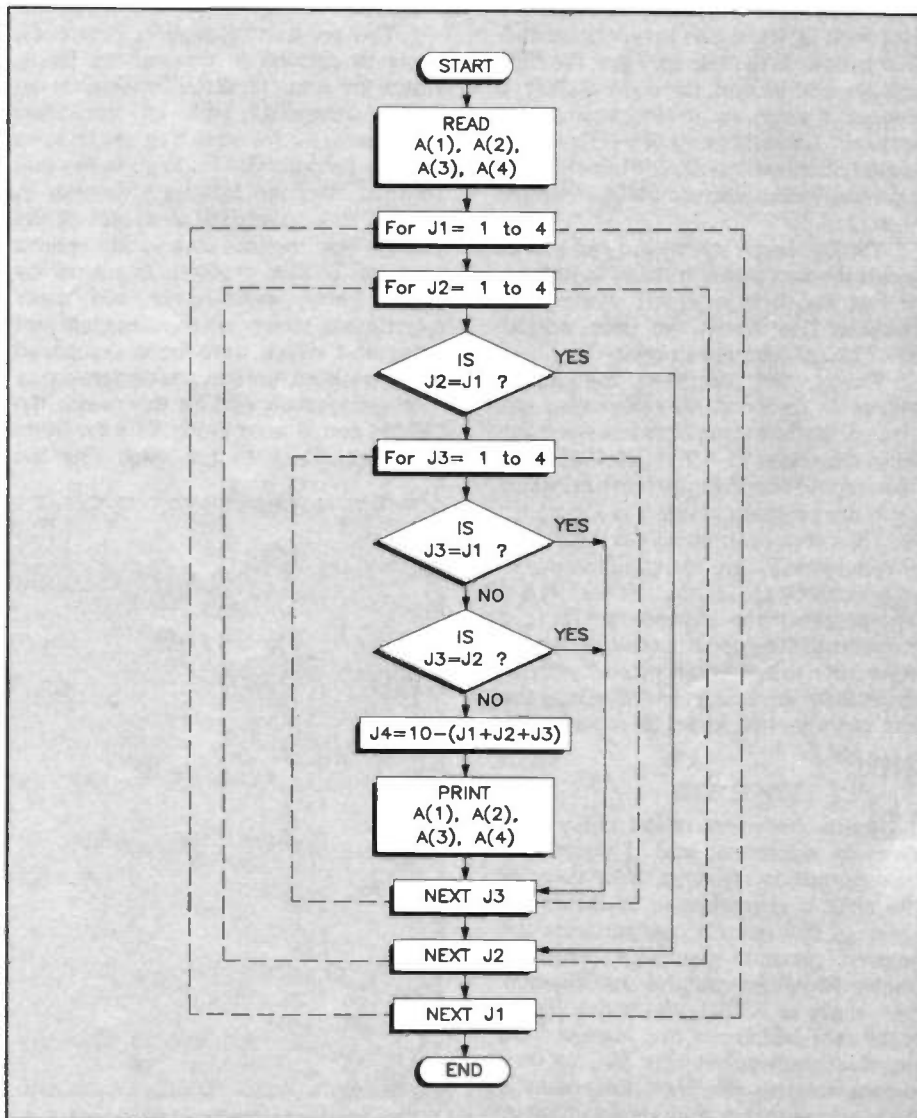 START
READ
A(1), A(2),
A(3), A(4)
For J1= 1 to 4
For J2= 1 to 4
IS
J2=J1 ?
YES
For J3= 1 to 4
IS
J3=J1 ?
YES
NO
IS
J3=J2 ?
YES
NO
J4=10-(J1+J2+J3)
PRINT
A(1), A(2),
A(3), A(4)
NEXT J3
NEXT J2
NEXT J1
END